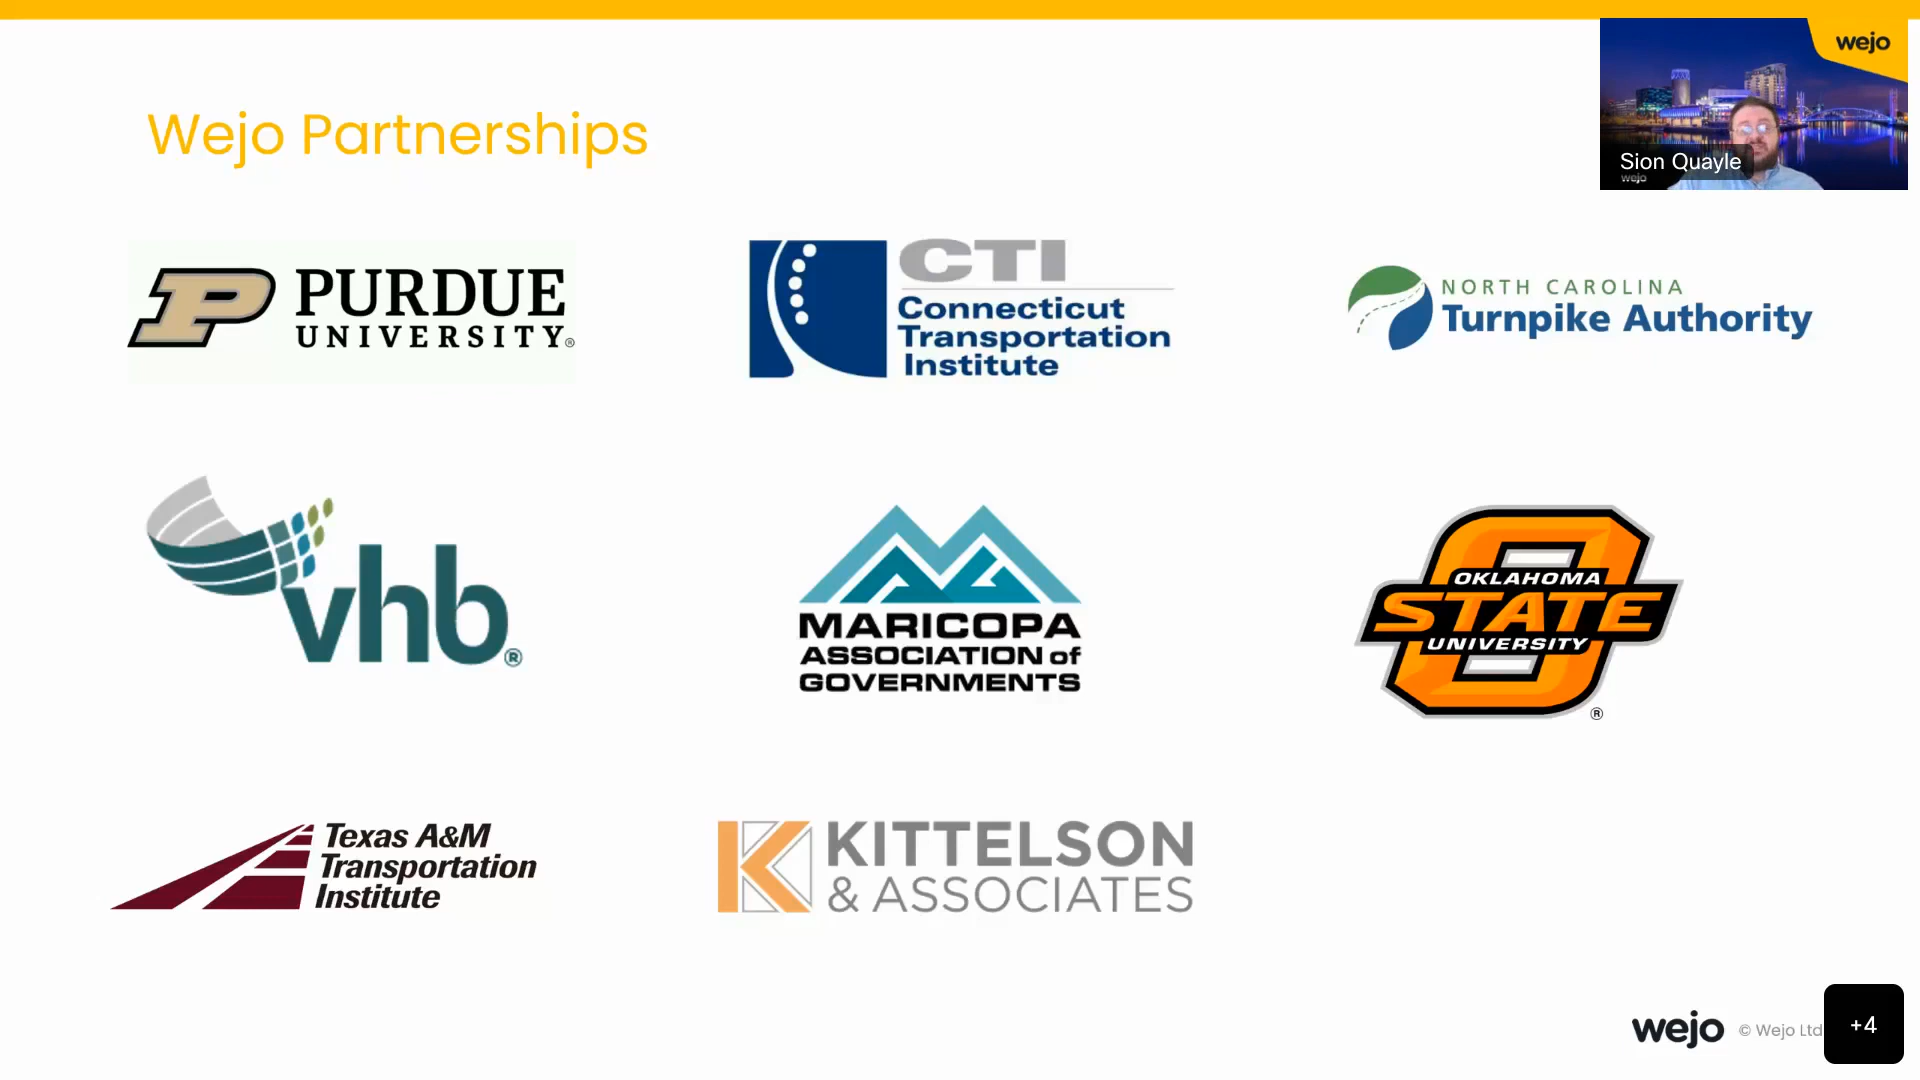 wejo
Sion Quayle
wejo
Wejo Partnerships
PURDUE
UNIVERSITY®
CTI
Connecticut
Transportation
Institute
NORTH CAROLINA
Turnpike Authority
vhb®
MARICOPA
ASSOCIATION of
GOVERNMENTS
OKLAHOMA
STATE
UNIVERSITY
®
Texas A&M
Transportation
Institute
KITTELSON
& ASSOCIATES
wejo © Wejo Ltd
+4